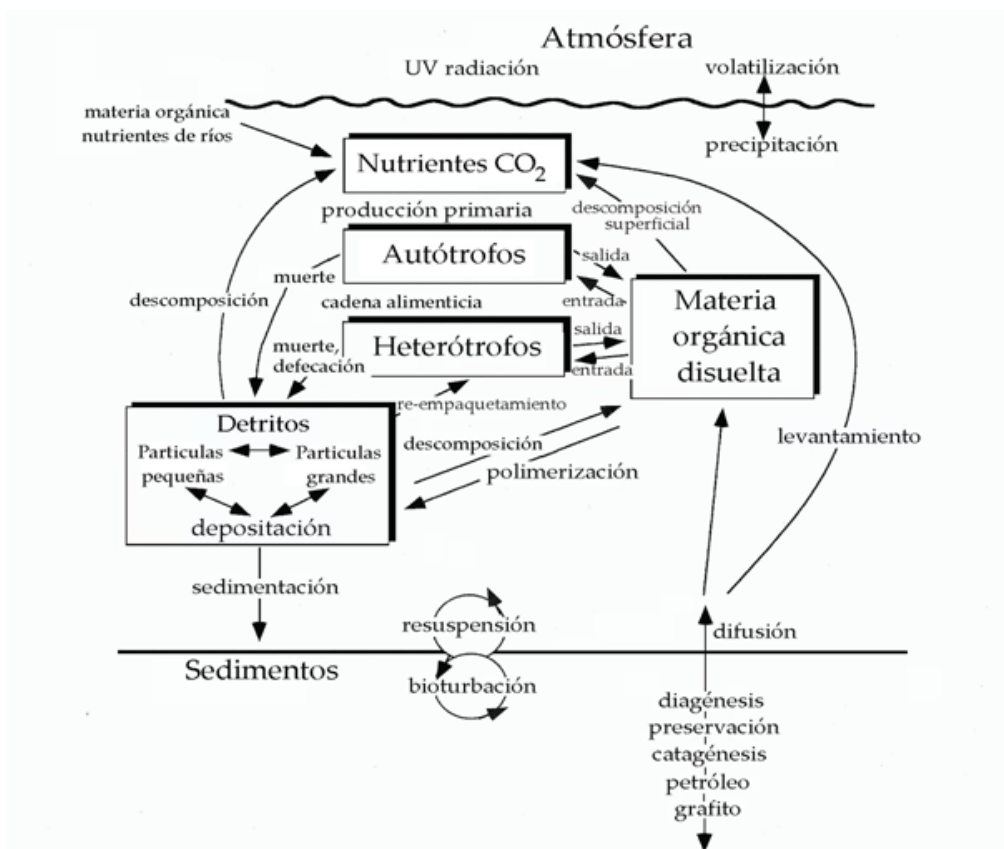 Atmósfera
UV radiación
volatilización
precipitación
materia orgánica
nutrientes de ríos
Nutrientes CO₂
producción primaria
descomposición
superficial
Autótrofos
salida
entrada
muerte
descomposición
cadena alimenticia
Heterótrofos
salida
entrada
Materia
orgánica
disuelta
muerte,
defecación
re-empaquetamiento
Detritos
Particulas
pequeñas
Particulas
grandes
depositación
descomposición
polimerización
levantamiento
sedimentación
resuspensión
difusión
Sedimentos
bioturbación
diagénesis
preservación
catagénesis
petróleo
grafito